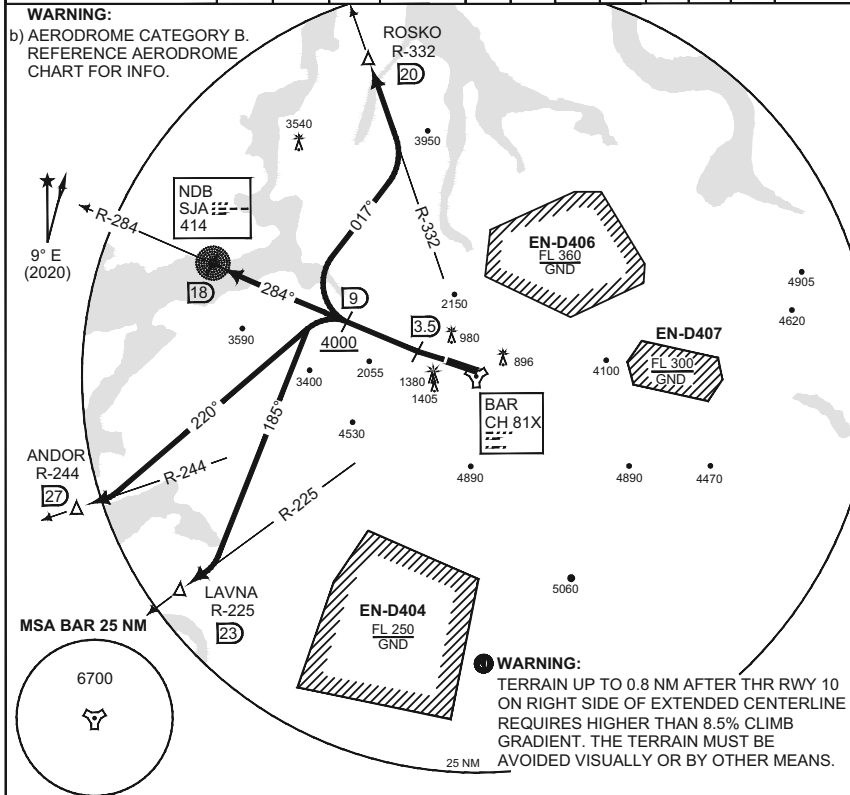 WARNING:
b) AERODROME CATEGORY B.
REFERENCE AERODROME
CHART FOR INFO.
ROSKO
R-332
20
3540
3950
NDB
SJA
414
R-284
9° E
(2020)
017°
R-332
EN-D406
FL 360
GND
18
284°
9
4905
2150
4620
3.5
980
EN-D407
3590
4000
896
FL 300
GND
3400
2055
1380
1405
4100
BAR
CH 81X
220°
185°
4530
ANDOR
R-244
27
R-244
4890
4890
4470
R-225
LAVNA
R-225
23
EN-D404
FL 250
GND
5060
MSA BAR 25 NM
6700
WARNING:
TERRAIN UP TO 0.8 NM AFTER THR RWY 10
ON RIGHT SIDE OF EXTENDED CENTERLINE
REQUIRES HIGHER THAN 8.5% CLIMB
GRADIENT. THE TERRAIN MUST BE
AVOIDED VISUALLY OR BY OTHER MEANS.
25 NM